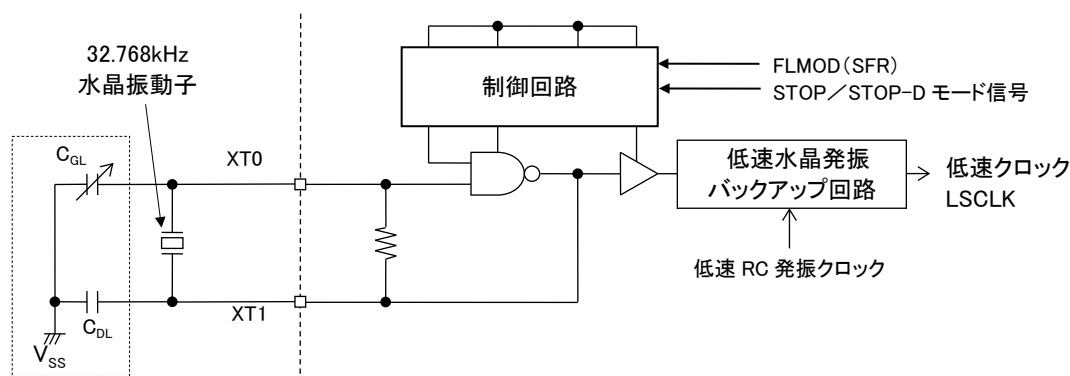 32.768kHz
水晶振動子
制御回路
FLMOD（SFR）
STOP／STOP-D モード信号
C_GL
XT0
低速水晶発振
バックアップ回路
低速クロック
LSCLK
低速 RC 発振クロック
XT1
C_DL
V_SS